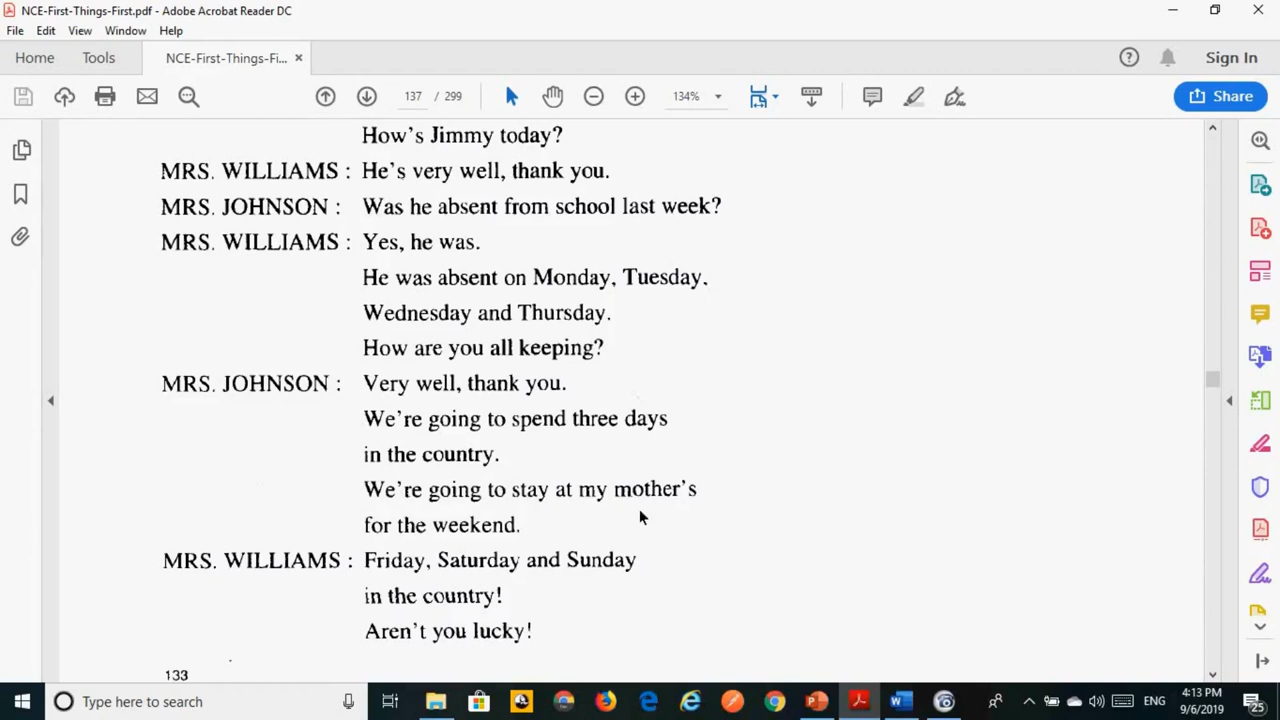 NCE-First-Things-First.pdf - Adobe Acrobat Reader DC
File Edit View Window Help
Home Tools NCE-First-Things-Fi... × Sign In
137 / 299 134% Share
How's Jimmy today?
MRS. WILLIAMS : He's very well, thank you.
MRS. JOHNSON : Was he absent from school last week?
MRS. WILLIAMS : Yes, he was.
He was absent on Monday, Tuesday,
Wednesday and Thursday.
How are you all keeping?
MRS. JOHNSON : Very well, thank you.
We're going to spend three days
in the country.
We're going to stay at my mother's
for the weekend.
MRS. WILLIAMS : Friday, Saturday and Sunday
in the country!
Aren't you lucky!
133
Type here to search ENG 4:13 PM
9/6/2019 25